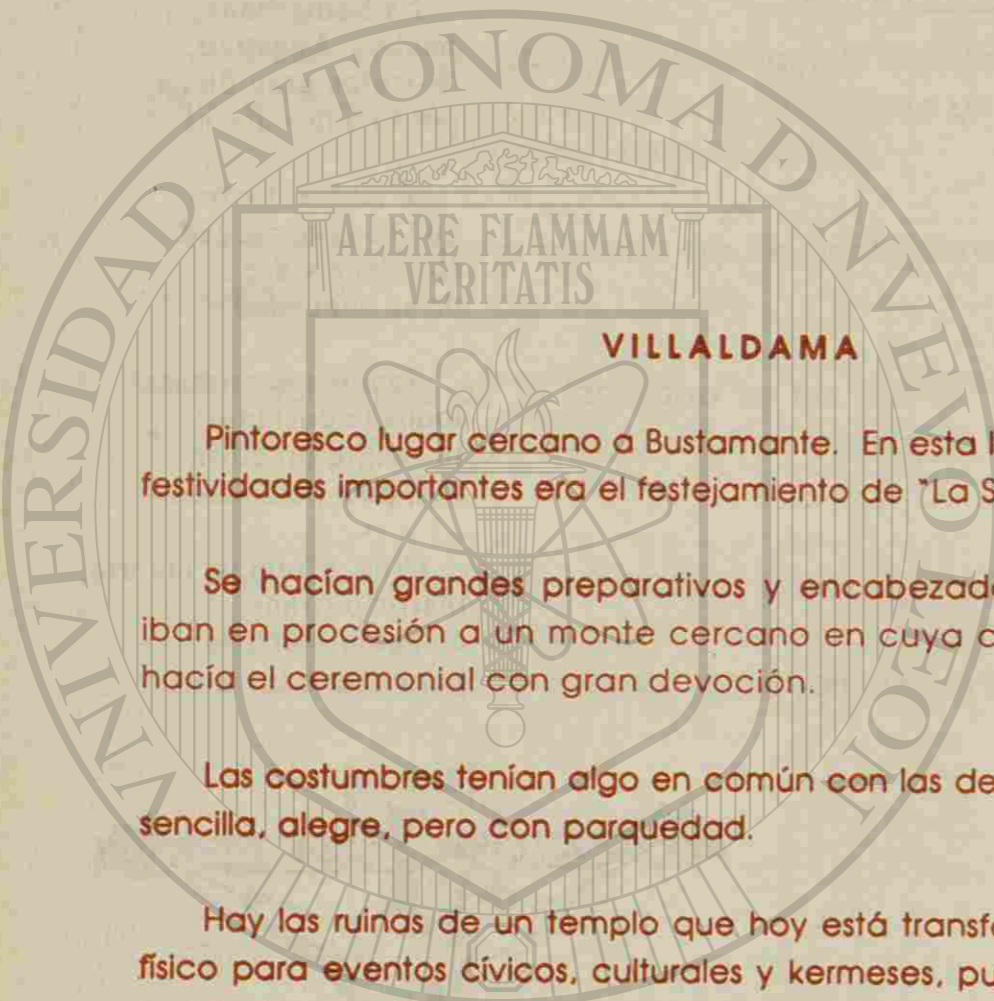 UNIVERSIDAD AVTONOMA D NVEVO LEON
ALERE FLAMMAM
VERITATIS
VILLALDAMA
Pintoresco lugar cercano a Bustamante. En esta
festividades importantes era el festejamiento de "La S
Se hacían grandes preparativos y encabezad
iban en procesión a un monte cercano en cuya
hacía el ceremonial con gran devoción.
Las costumbres tenían algo en común con las de
sencilla, alegre, pero con parquedad.
Hay las ruinas de un templo que hoy está transf
físico para eventos cívicos, culturales y kermeses, pu